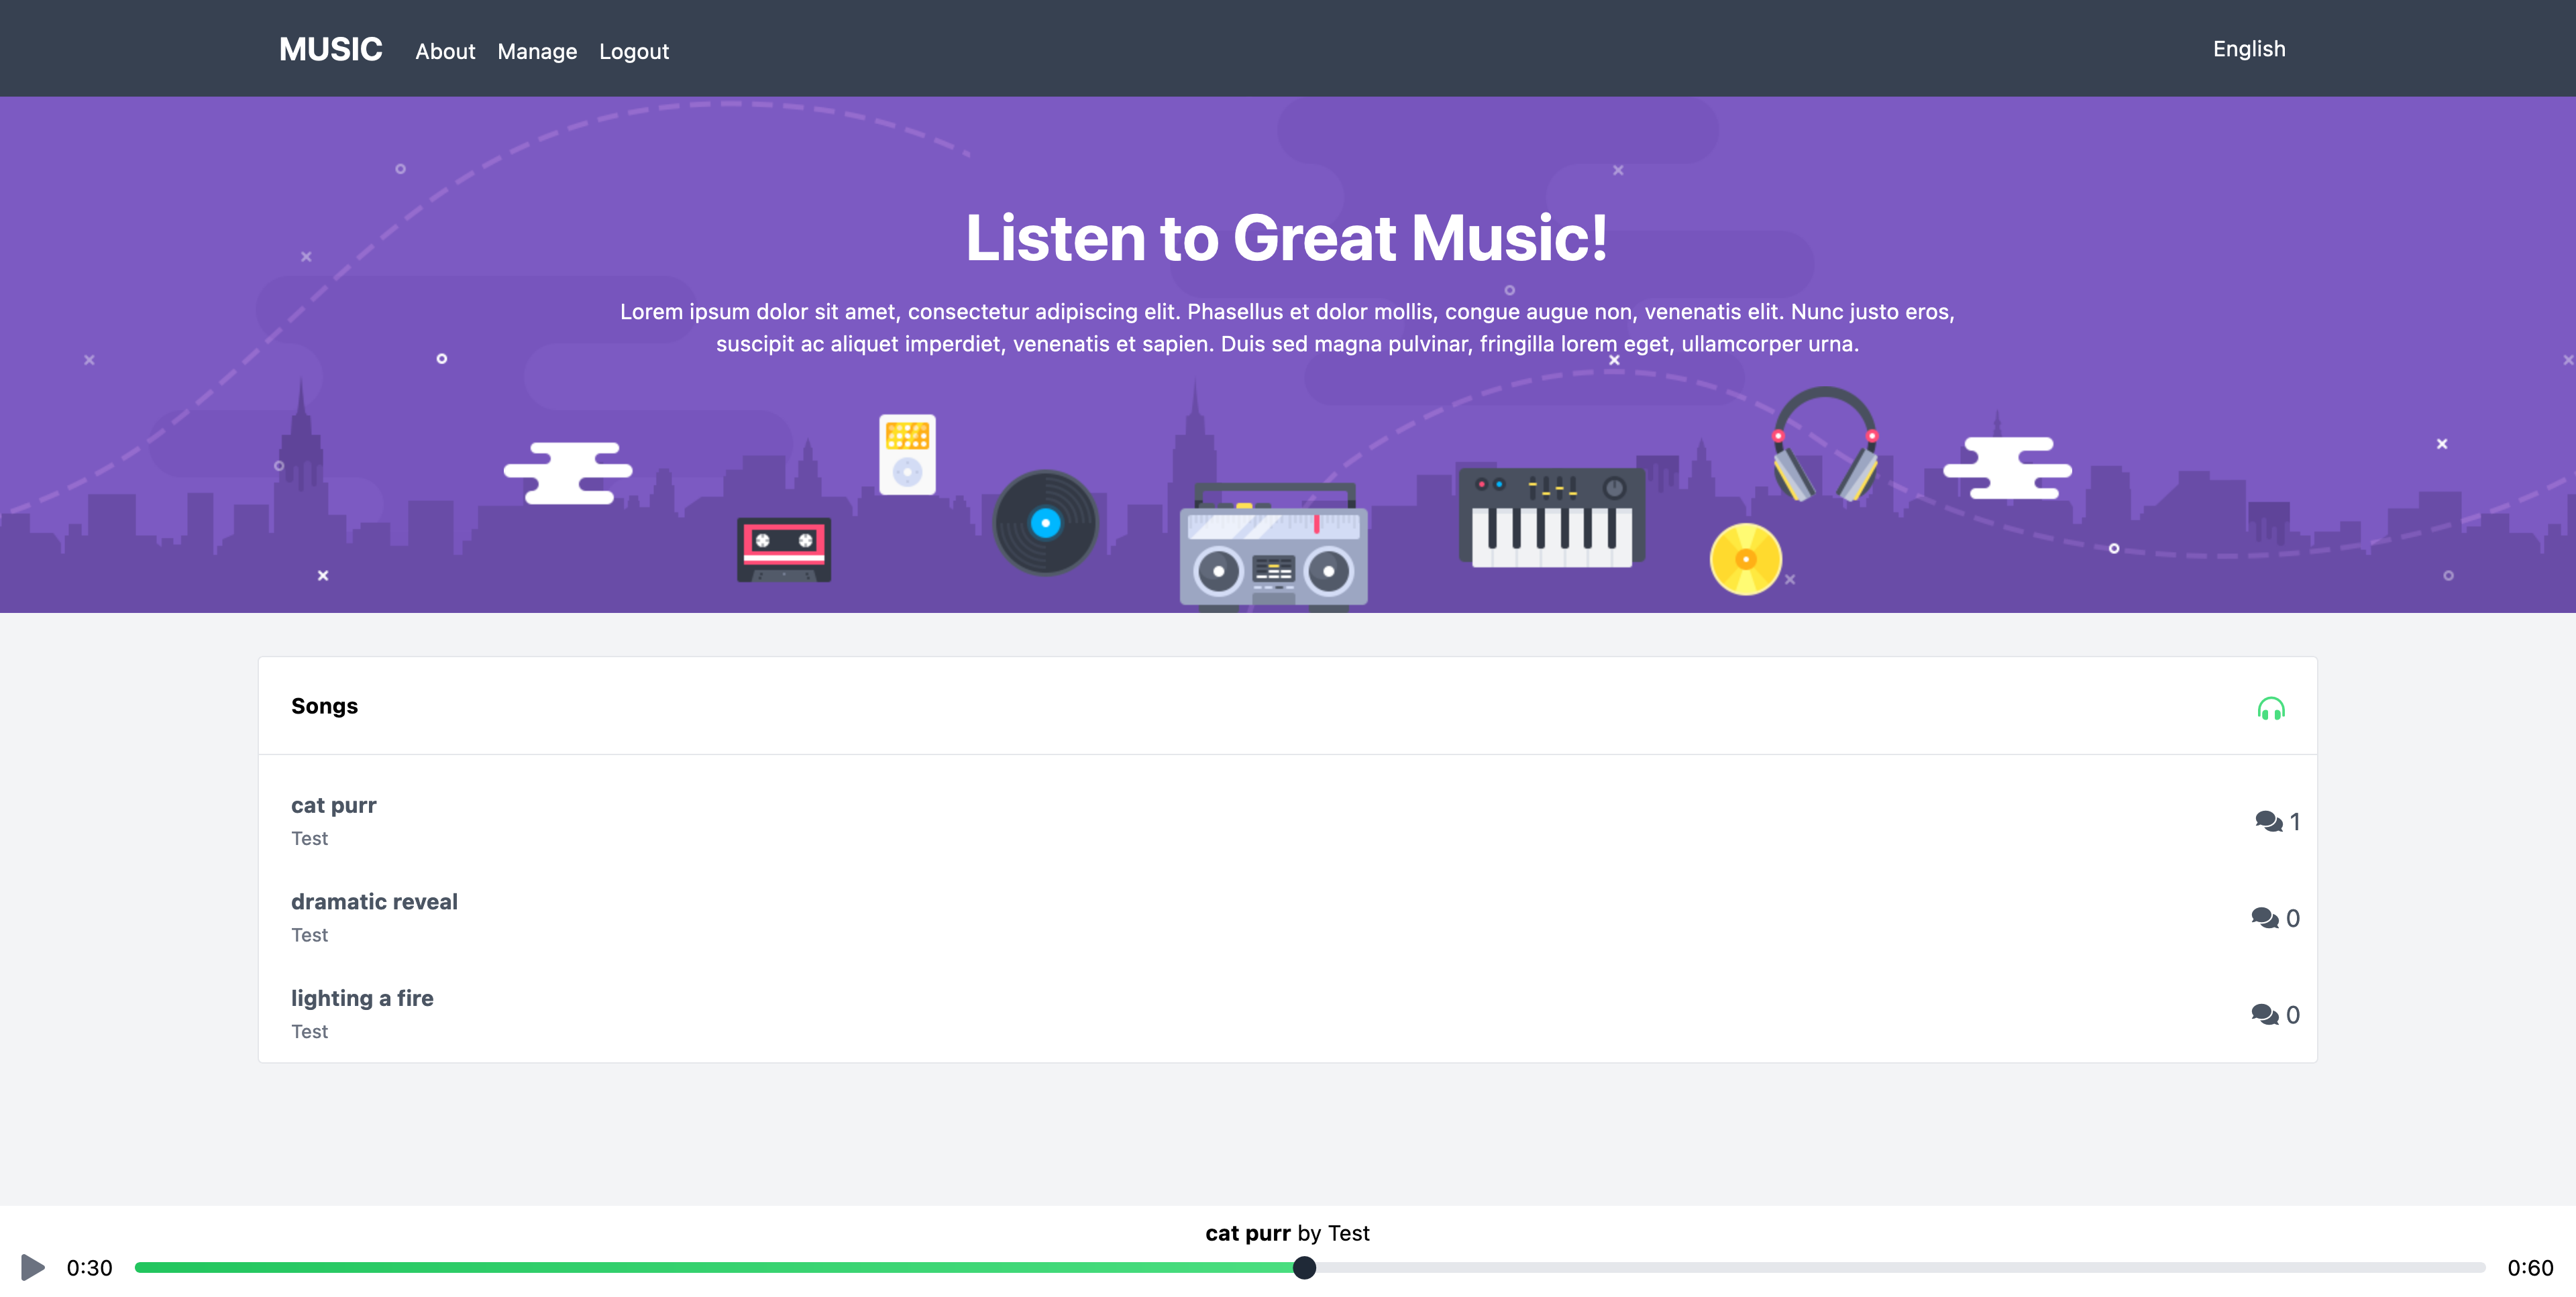 MUSIC About Manage Logout English
Listen to Great Music!
Lorem ipsum dolor sit amet, consectetur adipiscing elit. Phasellus et dolor mollis, congue augue non, venenatis elit. Nunc justo eros,
suscipit ac aliquet imperdiet, venenatis et sapien. Duis sed magna pulvinar, fringilla lorem eget, ullamcorper urna.
Songs
cat purr
Test
1
dramatic reveal
Test
0
lighting a fire
Test
0
cat purr by Test
0:30 0:60